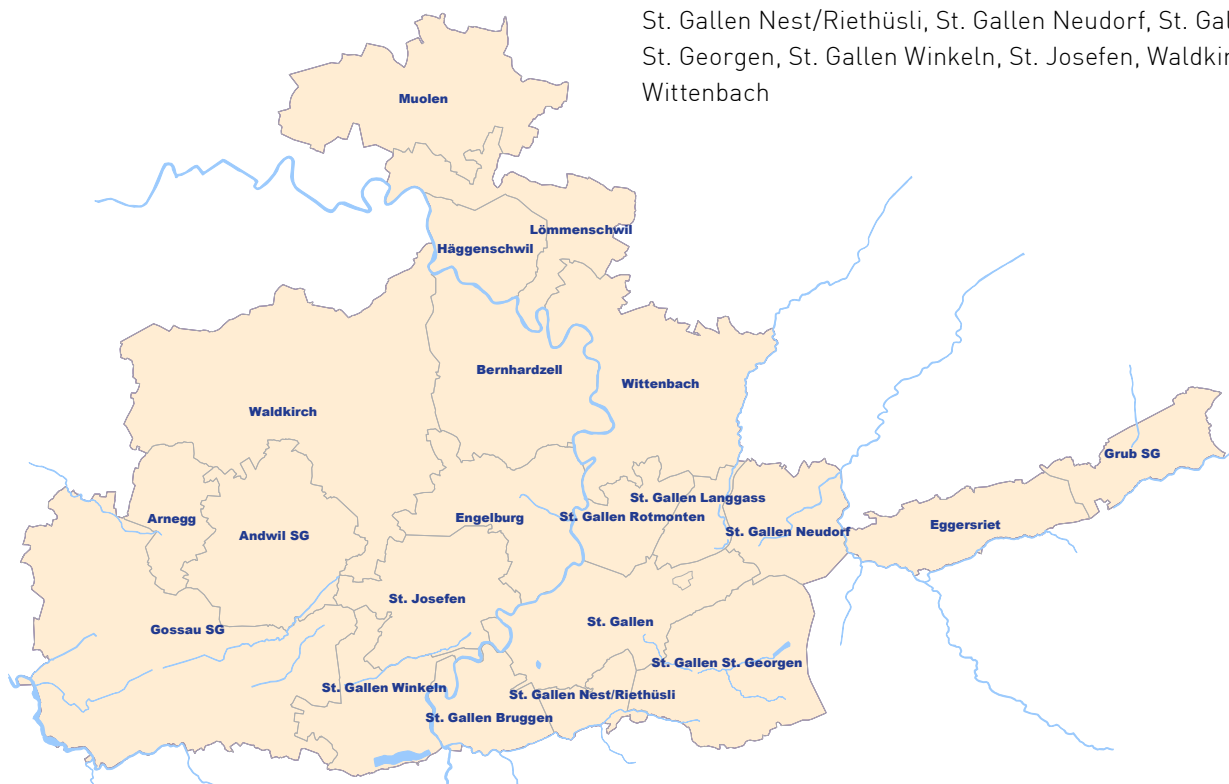 St. Gallen Nest/Riethüsli, St. Gallen Neudorf, St. Gal
St. Georgen, St. Gallen Winkeln, St. Josefen, Waldki
Wittenbach
Muolen
Lömmenschwil
Häggenschwil
Bernhardzell
Wittenbach
Waldkirch
Grub SG
St. Gallen Langgass
Arnegg
Engelburg
St. Gallen Rotmonten
Eggersriet
Andwil SG
St. Gallen Neudorf
St. Josefen
St. Gallen
Gossau SG
St. Gallen St. Georgen
St. Gallen Winkeln
St. Gallen Nest/Riethüsli
St. Gallen Bruggen